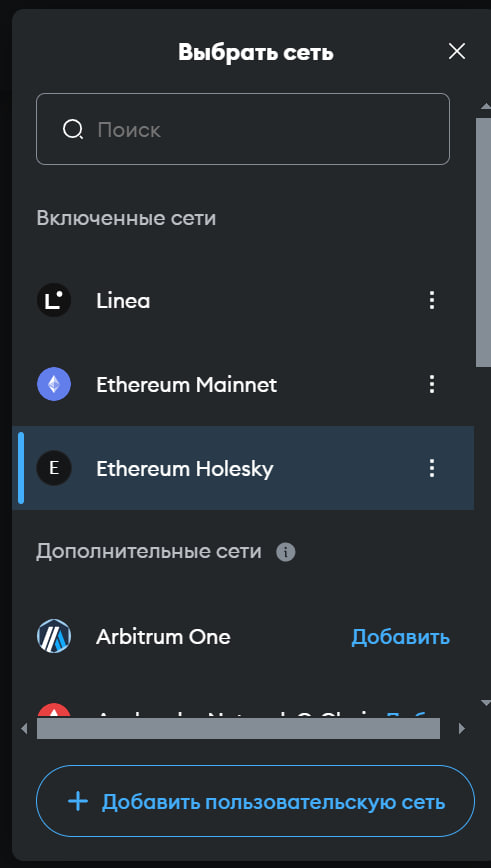 Выбрать сеть
Поиск
Включенные сети
Linea
Ethereum Mainnet
E Ethereum Holesky
Дополнительные сети
Arbitrum One Добавить
Добавить пользовательскую сеть